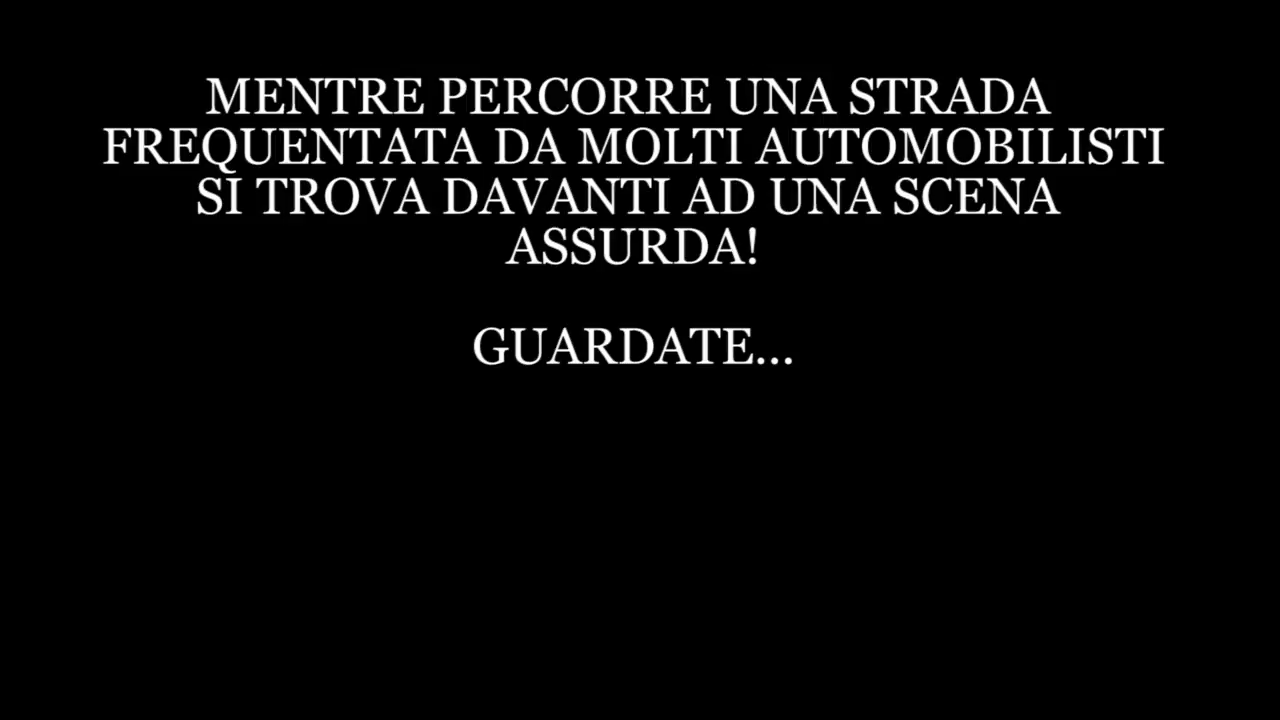 MENTRE PERCORRE UNA STRADA
FREQUENTATA DA MOLTI AUTOMOBILISTI
SI TROVA DAVANTI AD UNA SCENA
ASSURDA!
GUARDATE...